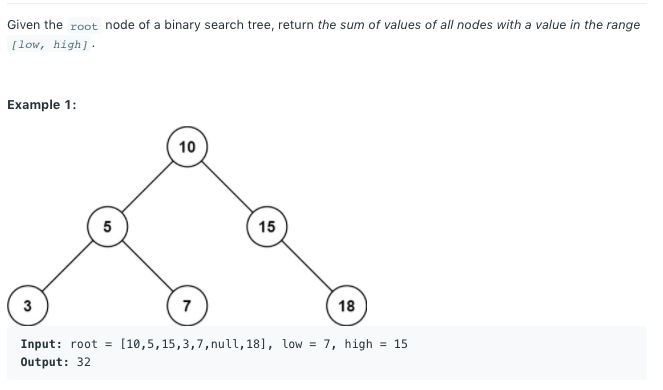 Given the root node of a binary search tree, return the sum of values of all nodes with a value in the range
[low, high].
Example 1:
10
5
15
3
7
18
Input: root = [10,5,15,3,7,null,18], low = 7, high = 15
Output: 32